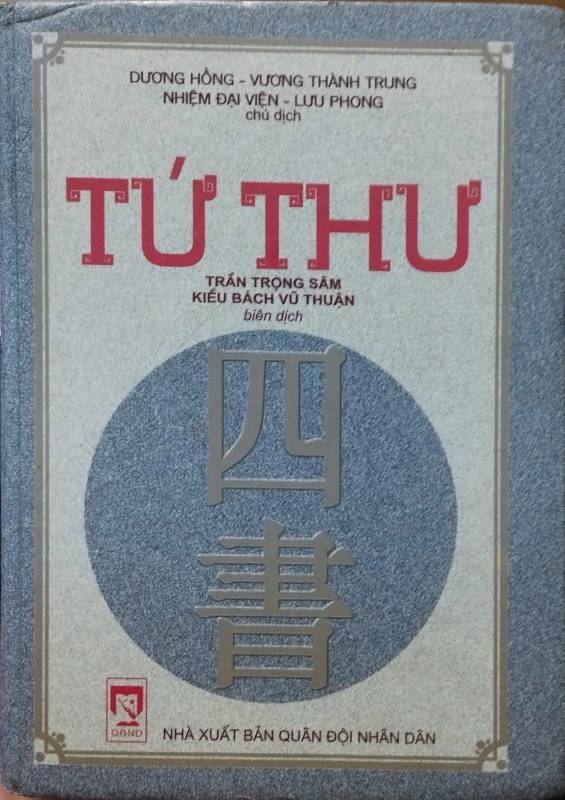 DƯƠNG HỒNG - VƯƠNG THÀNH TRUNG
NHIỆM ĐẠI VIỆN - LƯU PHONG
chú dịch
TỨ THƯ
TRẦN TRỌNG SÂM
KIỀU BÁCH VŨ THUẬN
biên dịch
四
書
QĐND
NHÀ XUẤT BẢN QUÂN ĐỘI NHÂN DÂN